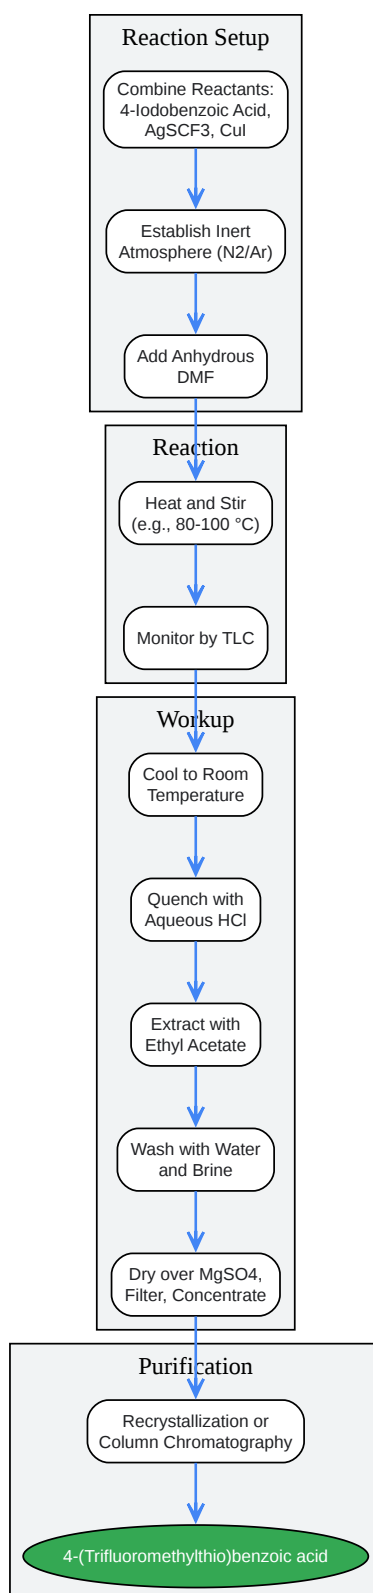 Reaction Setup
Combine Reactants:
4-Iodobenzoic Acid,
AgSCF3, CuI
Establish Inert
Atmosphere (N2/Ar)
Add Anhydrous
DMF
Reaction
Heat and Stir
(e.g., 80-100 °C)
Monitor by TLC
Workup
Cool to Room
Temperature
Quench with
Aqueous HCl
Extract with
Ethyl Acetate
Wash with Water
and Brine
Dry over MgSO4,
Filter, Concentrate
Purification
Recrystallization or
Column Chromatography
4-(Trifluoromethylthio)benzoic acid